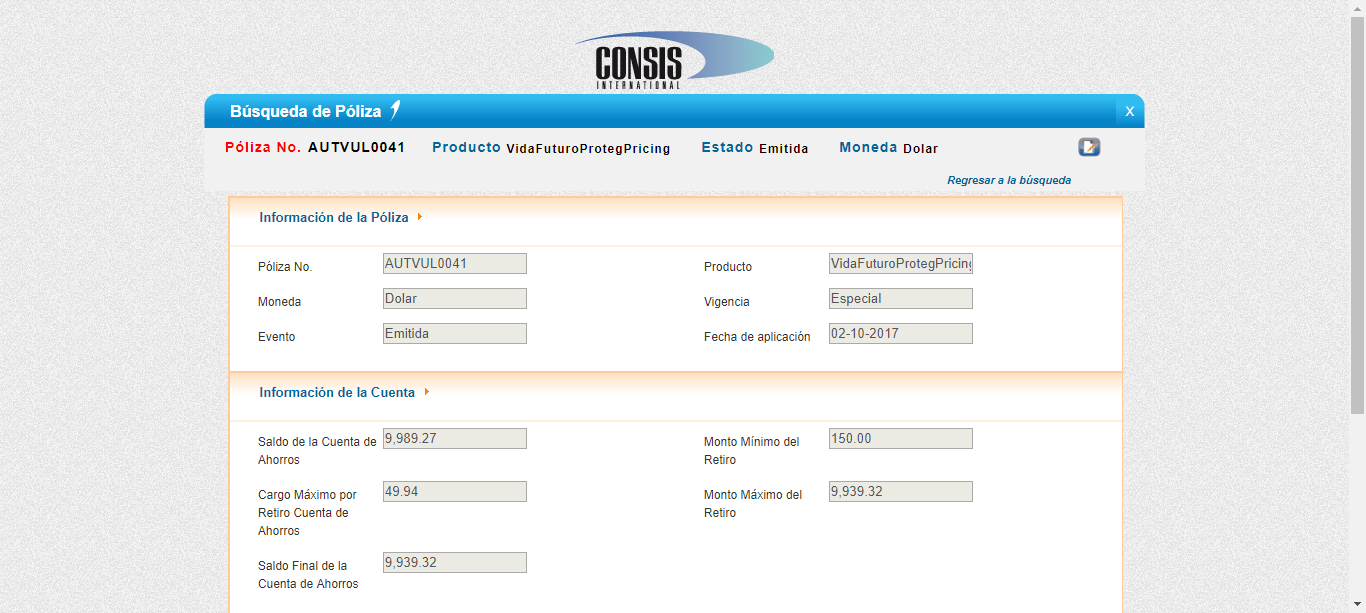 CONSIS
INTERNATIONAL
Búsqueda de Póliza
X
Póliza No. AUTVUL0041 Producto VidaFuturoProtegPricing Estado Emitida Moneda Dolar
Regresar a la búsqueda
Información de la Póliza
Póliza No. AUTVUL0041 Producto VidaFuturoProtegPricing
Moneda Dolar Vigencia Especial
Evento Emitida Fecha de aplicación 02-10-2017
Información de la Cuenta
Saldo de la Cuenta de 9,989.27 Monto Mínimo del 150.00
Ahorros Retiro
Cargo Máximo por 49.94 Monto Máximo del 9,939.32
Retiro Cuenta de Retiro
Ahorros
Saldo Final de la 9,939.32
Cuenta de Ahorros